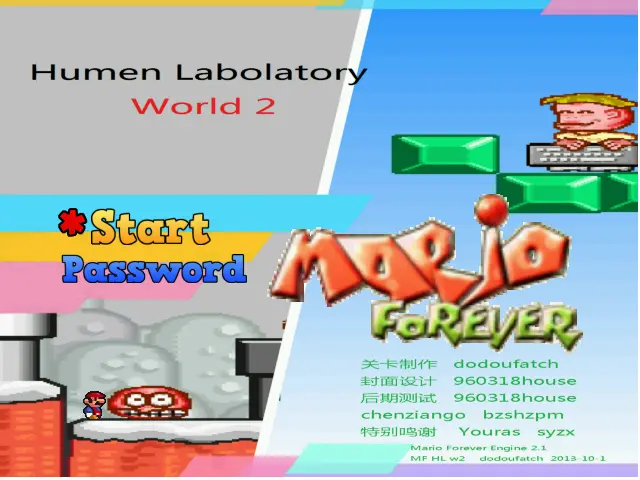 Humen Labolatory
World 2
*Start
Password
MARIO
FOREVER
关卡制作 dodoufatch
封面设计 960318house
后期测试 960318house
chenziango bzshzpm
特别鸣谢 Youras syzx
Mario Forever Engine 2.1
MF HL w2 dodoufatch 2013-10-1